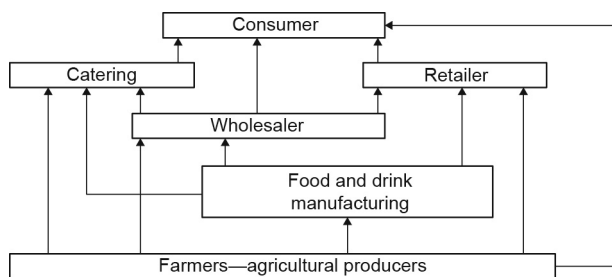 Consumer
Catering
Retailer
Wholesaler
Food and drink
manufacturing
Farmers—agricultural producers